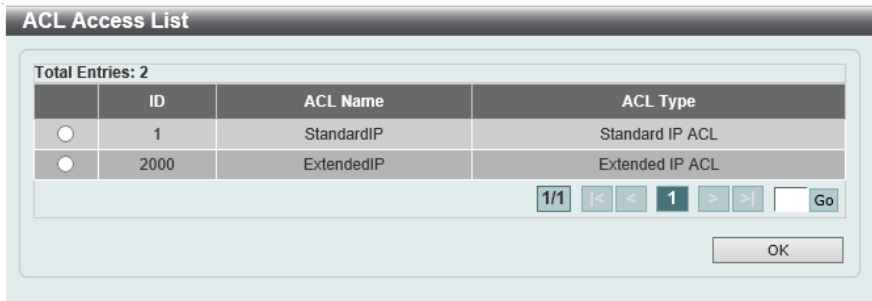 ACL Access List
Total Entries: 2
ID ACL Name ACL Type
1 StandardIP Standard IP ACL
2000 ExtendedIP Extended IP ACL
1/1 |< < 1 > >| Go
OK